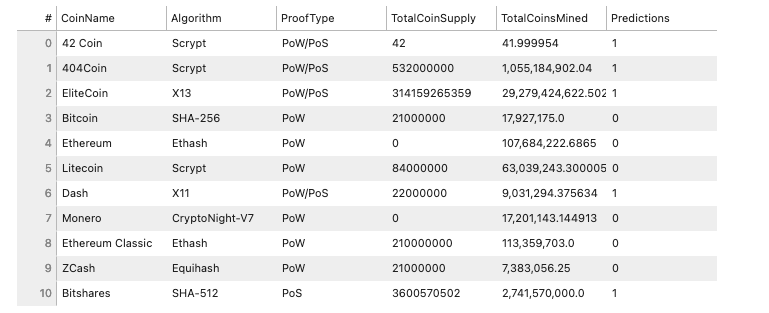 # CoinName Algorithm ProofType TotalCoinSupply TotalCoinsMined Predictions
0 42 Coin Scrypt PoW/PoS 42 41.999954 1
1 404Coin Scrypt PoW/PoS 532000000 1,055,184,902.04 1
2 EliteCoin X13 PoW/PoS 314159265359 29,279,424,622.502 1
3 Bitcoin SHA-256 PoW 21000000 17,927,175.0 0
4 Ethereum Ethash PoW 0 107,684,222.6865 0
5 Litecoin Scrypt PoW 84000000 63,039,243.300005 0
6 Dash X11 PoW/PoS 22000000 9,031,294.375634 1
7 Monero CryptoNight-V7 PoW 0 17,201,143.144913 0
8 Ethereum Classic Ethash PoW 210000000 113,359,703.0 0
9 ZCash Equihash PoW 21000000 7,383,056.25 0
10 Bitshares SHA-512 PoS 3600570502 2,741,570,000.0 1